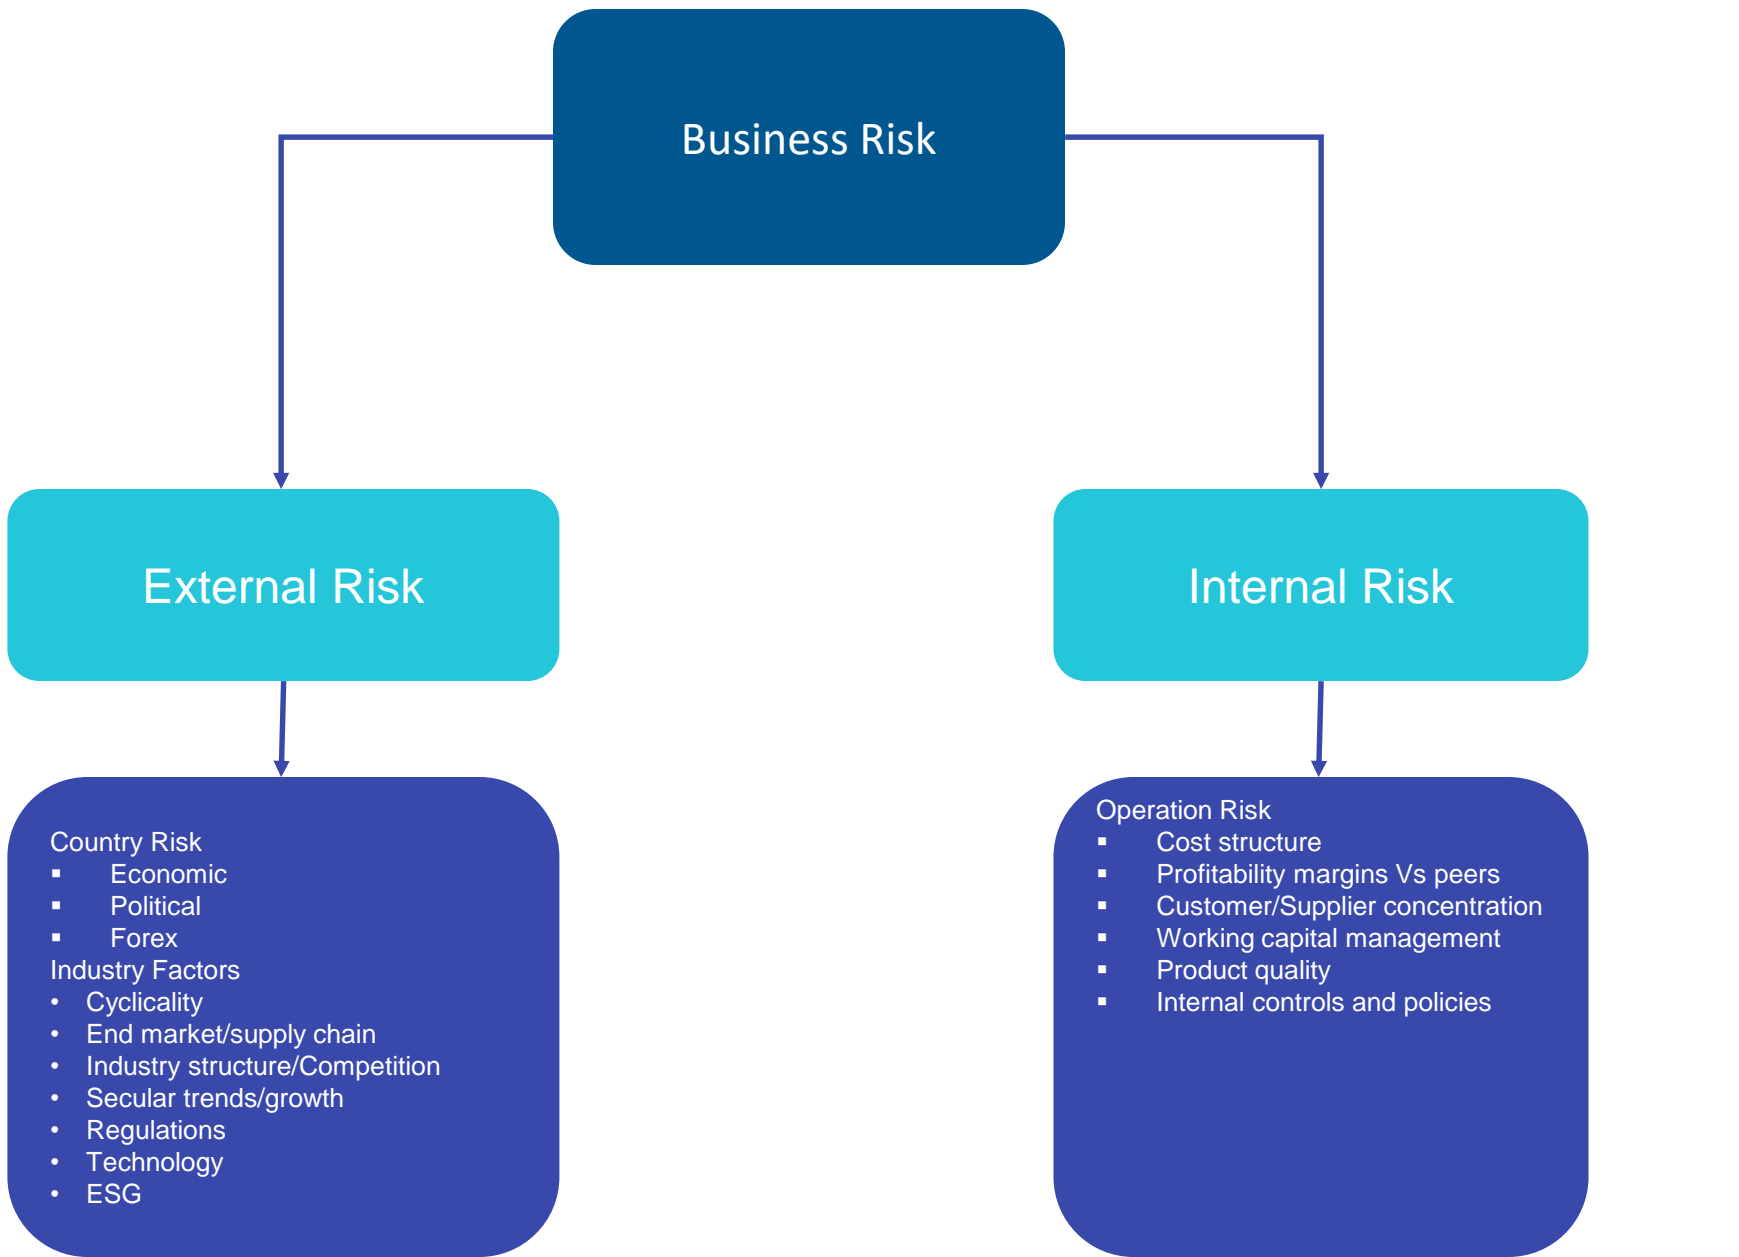 Business Risk
External Risk
Internal Risk
Country Risk
▪ Economic
▪ Political
▪ Forex
Industry Factors
• Cyclicality
• End market/supply chain
• Industry structure/Competition
• Secular trends/growth
• Regulations
• Technology
• ESG
Operation Risk
▪ Cost structure
▪ Profitability margins Vs peers
▪ Customer/Supplier concentration
▪ Working capital management
▪ Product quality
▪ Internal controls and policies